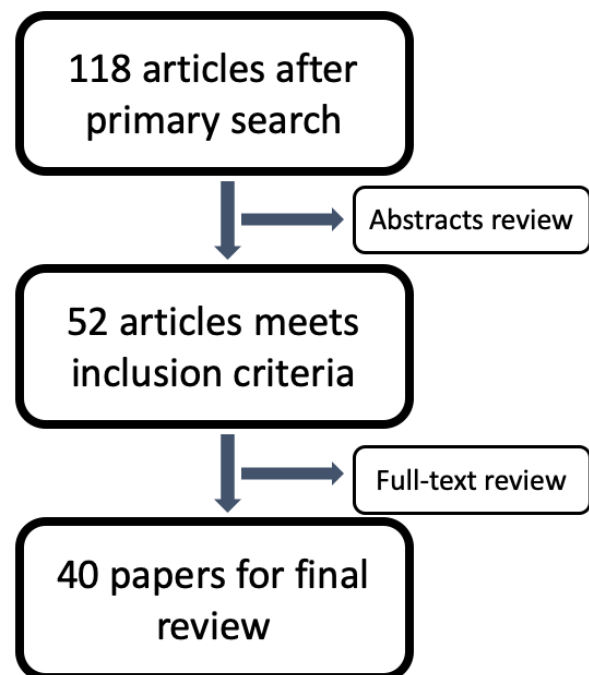 118 articles after
primary search
Abstracts review
52 articles meets
inclusion criteria
Full-text review
40 papers for final
review